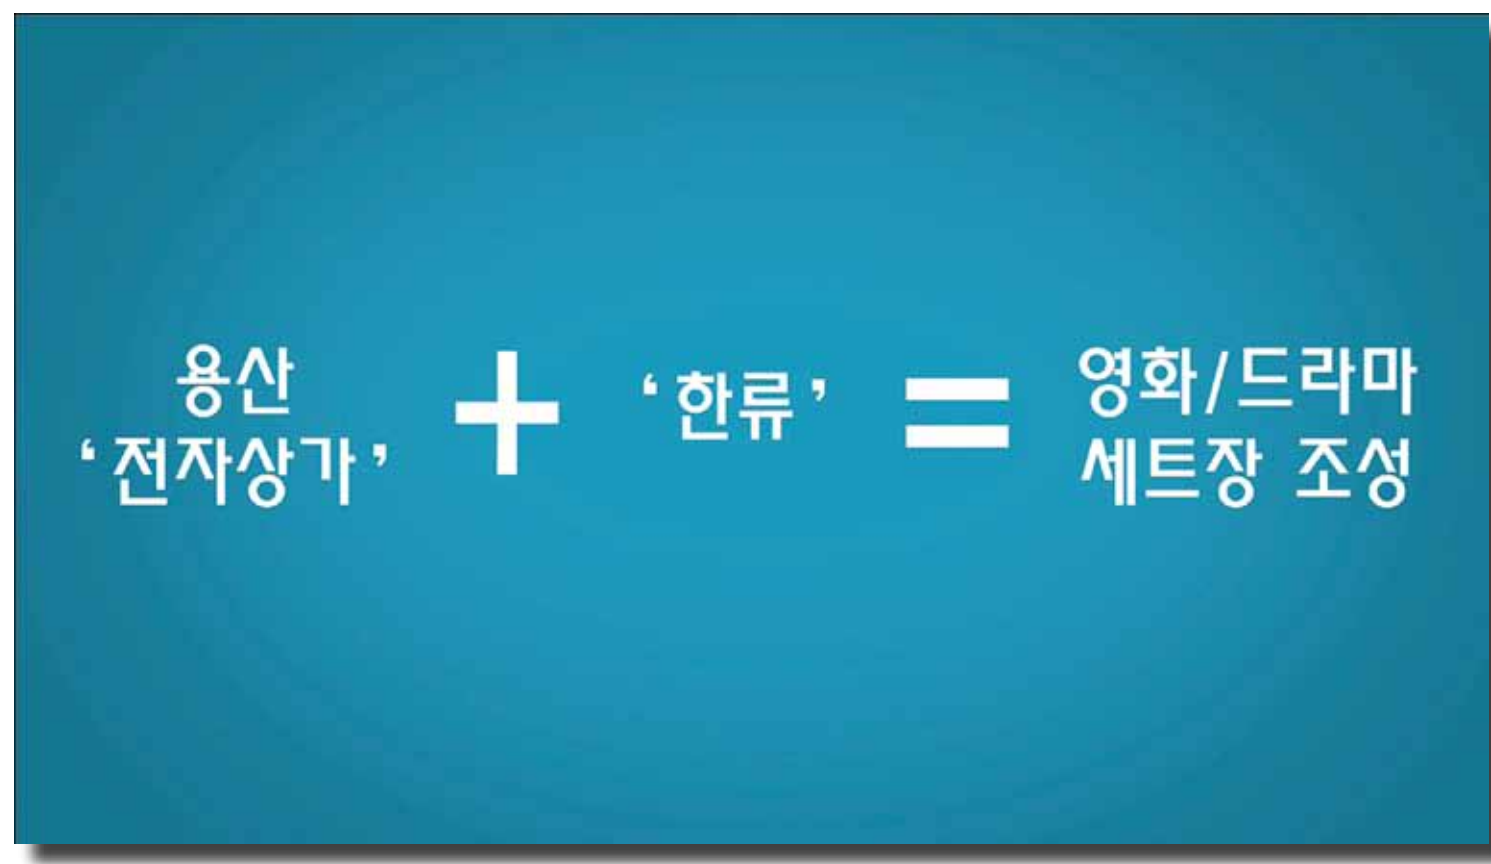 용산
‘전자상가’
+
‘한류’
=
영화/드라마
세트장 조성